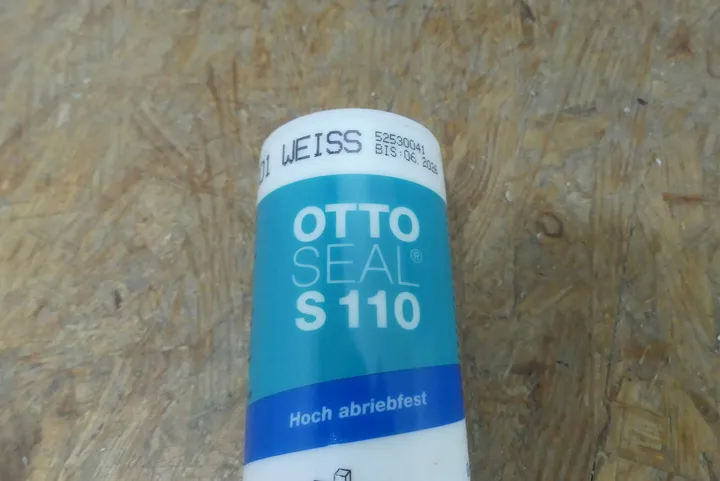 01 WEISS
52530041
BIS:06.2026
OTTO
SEAL®
S 110
Hoch abriebfest